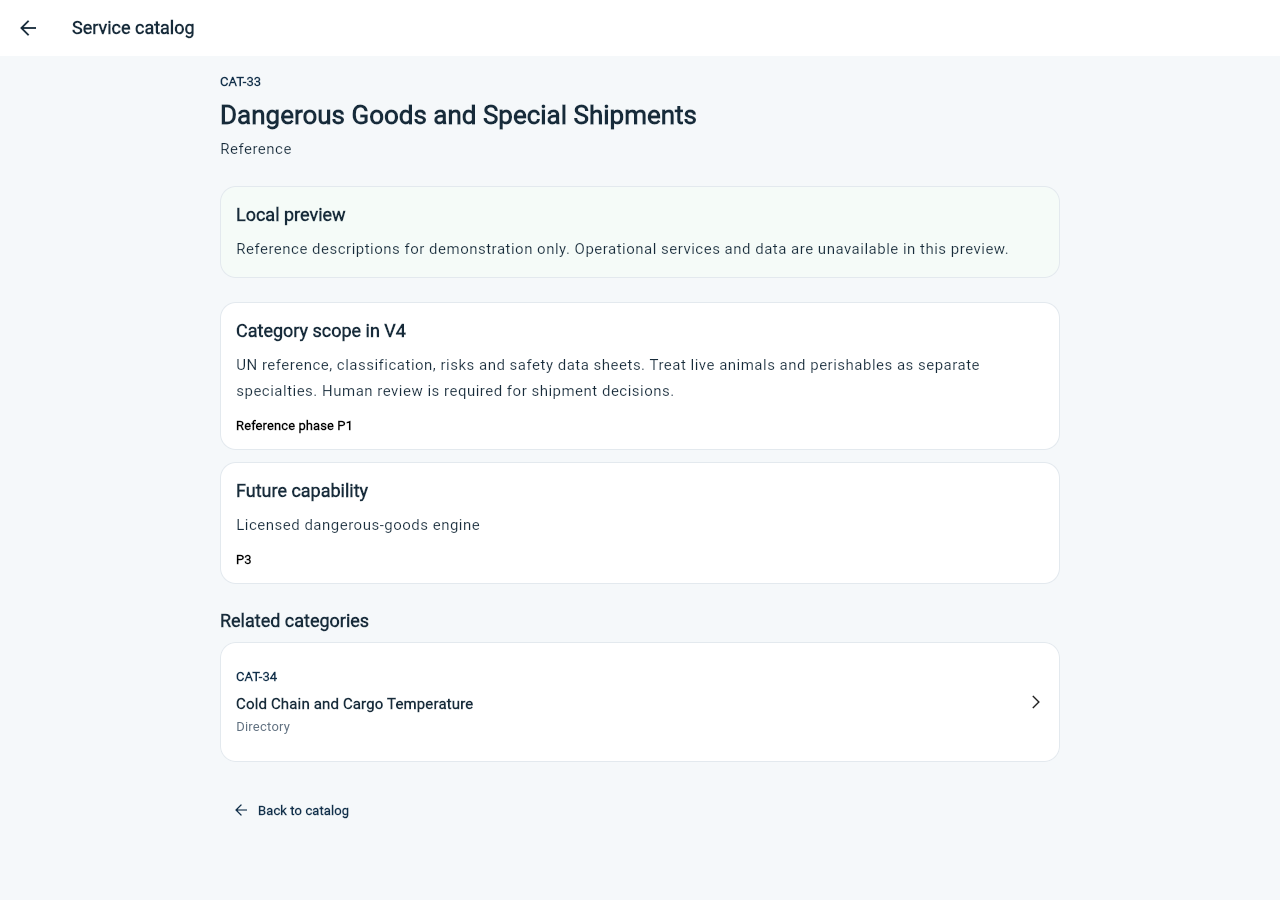 Service catalog
CAT-33
Dangerous Goods and Special Shipments
Reference
Local preview
Reference descriptions for demonstration only. Operational services and data are unavailable in this preview.
Category scope in V4
UN reference, classification, risks and safety data sheets. Treat live animals and perishables as separate
specialties. Human review is required for shipment decisions.
Reference phase P1
Future capability
Licensed dangerous-goods engine
P3
Related categories
CAT-34
Cold Chain and Cargo Temperature
Directory
Back to catalog